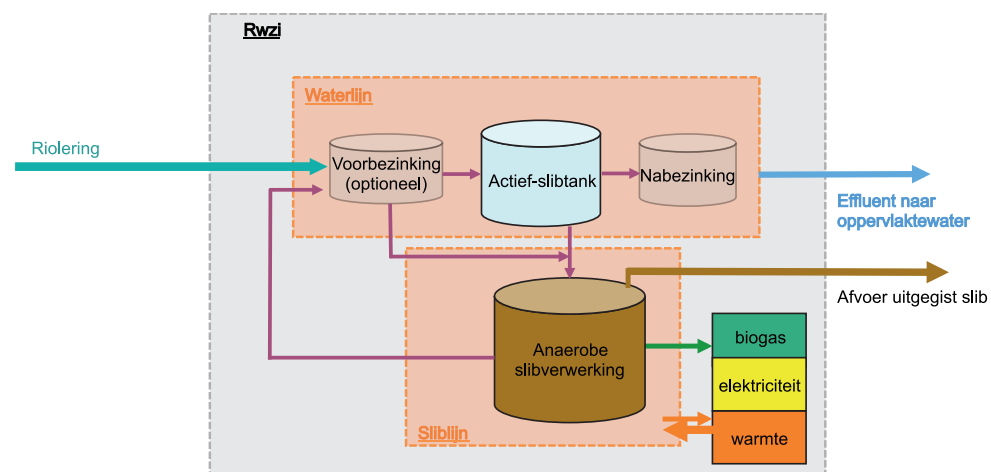 Rwzi
Waterlijn
Riolering
Voorbezinking
(optioneel)
Actief-slibtank
Nabezinking
Effluent naar
oppervlaktewater
Afvoer uitgegist slib
Anaerobe
slibverwerking
biogas
elektriciteit
warmte
Sliblijn